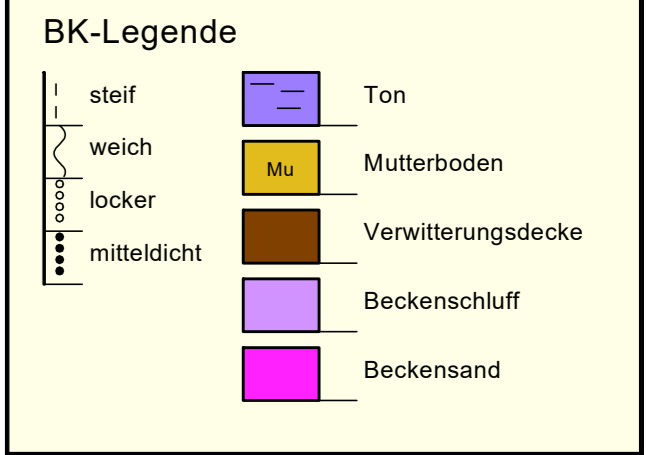 BK-Legende
steif
weich
locker
mitteldicht
Ton
Mu
Mutterboden
Verwitterungsdecke
Beckenschluff
Beckensand